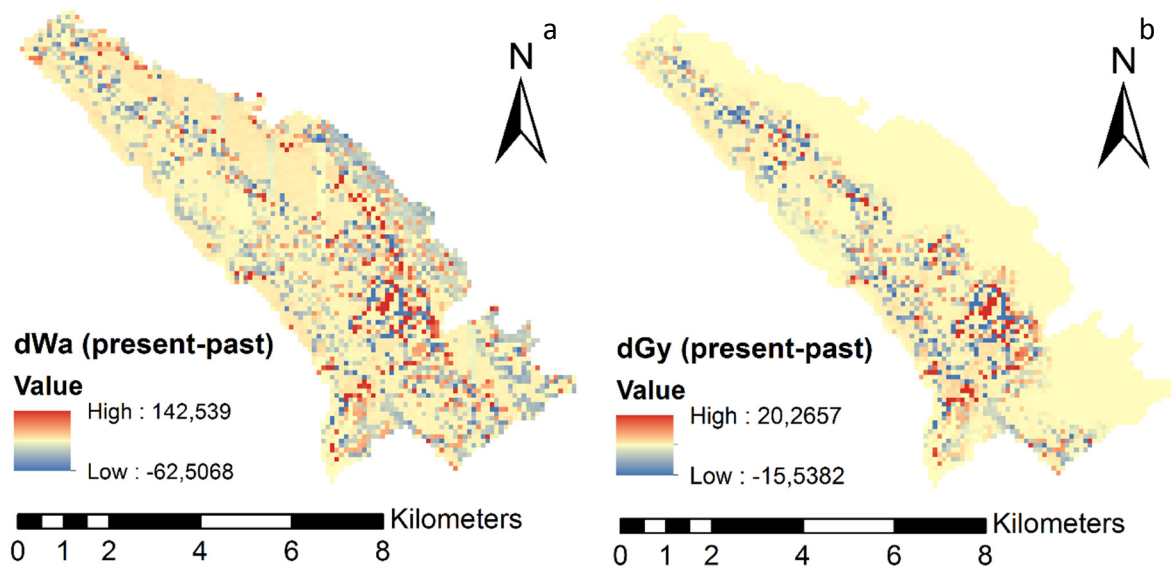 a
N
dWa (present-past)
Value
High : 142,539
Low : -62,5068
Kilometers
0 1 2 4 6 8
b
N
dGy (present-past)
Value
High : 20,2657
Low : -15,5382
Kilometers
0 1 2 4 6 8